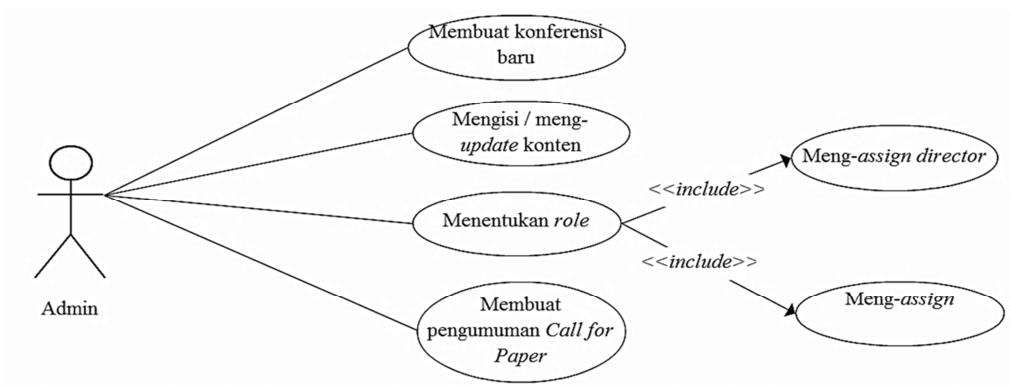 Membuat konferensi
baru
Mengisi / meng-
update konten
Meng-assign director
<<include>>
Menentukan role
<<include>>
Meng-assign
Admin
Membuat
pengumuman Call for
Paper